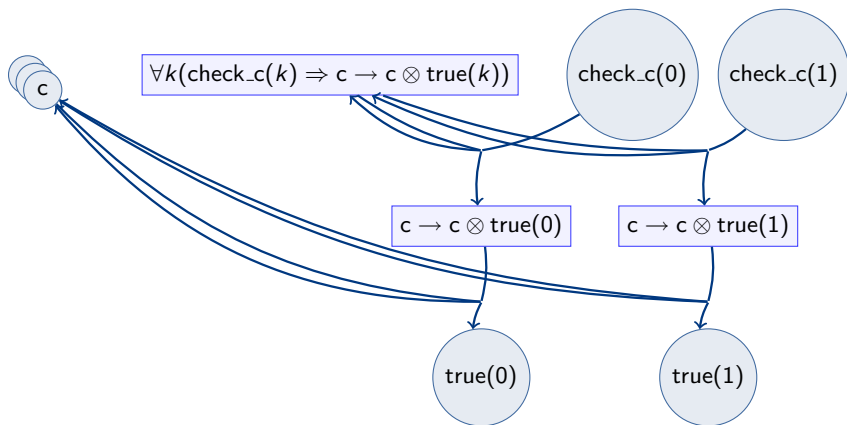 c
∀k(check_c(k) ⇒ c → c ⊗ true(k))
check_c(0)
check_c(1)
c → c ⊗ true(0)
c → c ⊗ true(1)
true(0)
true(1)